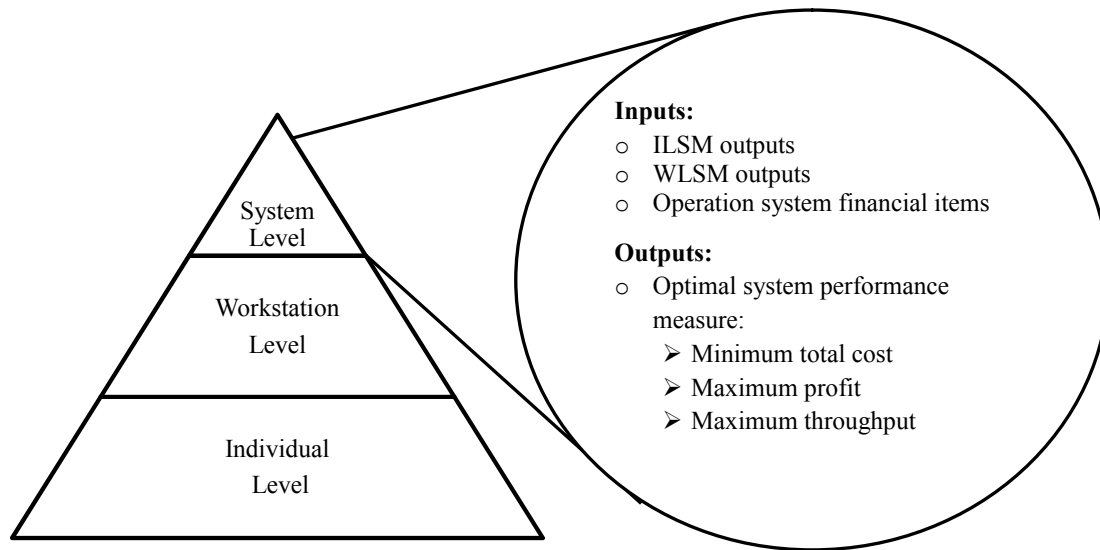 System
Level
Workstation
Level
Individual
Level
Inputs:
o ILSM outputs
o WLSM outputs
o Operation system financial items
Outputs:
o Optimal system performance
measure:
➢ Minimum total cost
➢ Maximum profit
➢ Maximum throughput